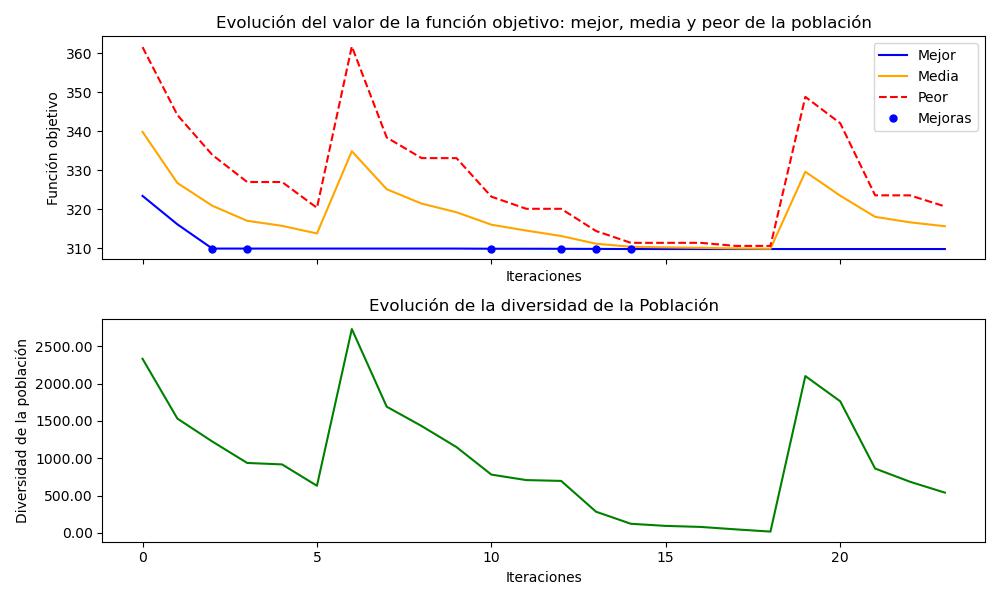 Evolución del valor de la función objetivo: mejor, media y peor de la población
Función objetivo
360
350
340
330
320
310
Mejor
Media
Peor
Mejoras
Iteraciones
Evolución de la diversidad de la Población
Diversidad de la población
2500.00
2000.00
1500.00
1000.00
500.00
0.00
0 5 10 15 20
Iteraciones